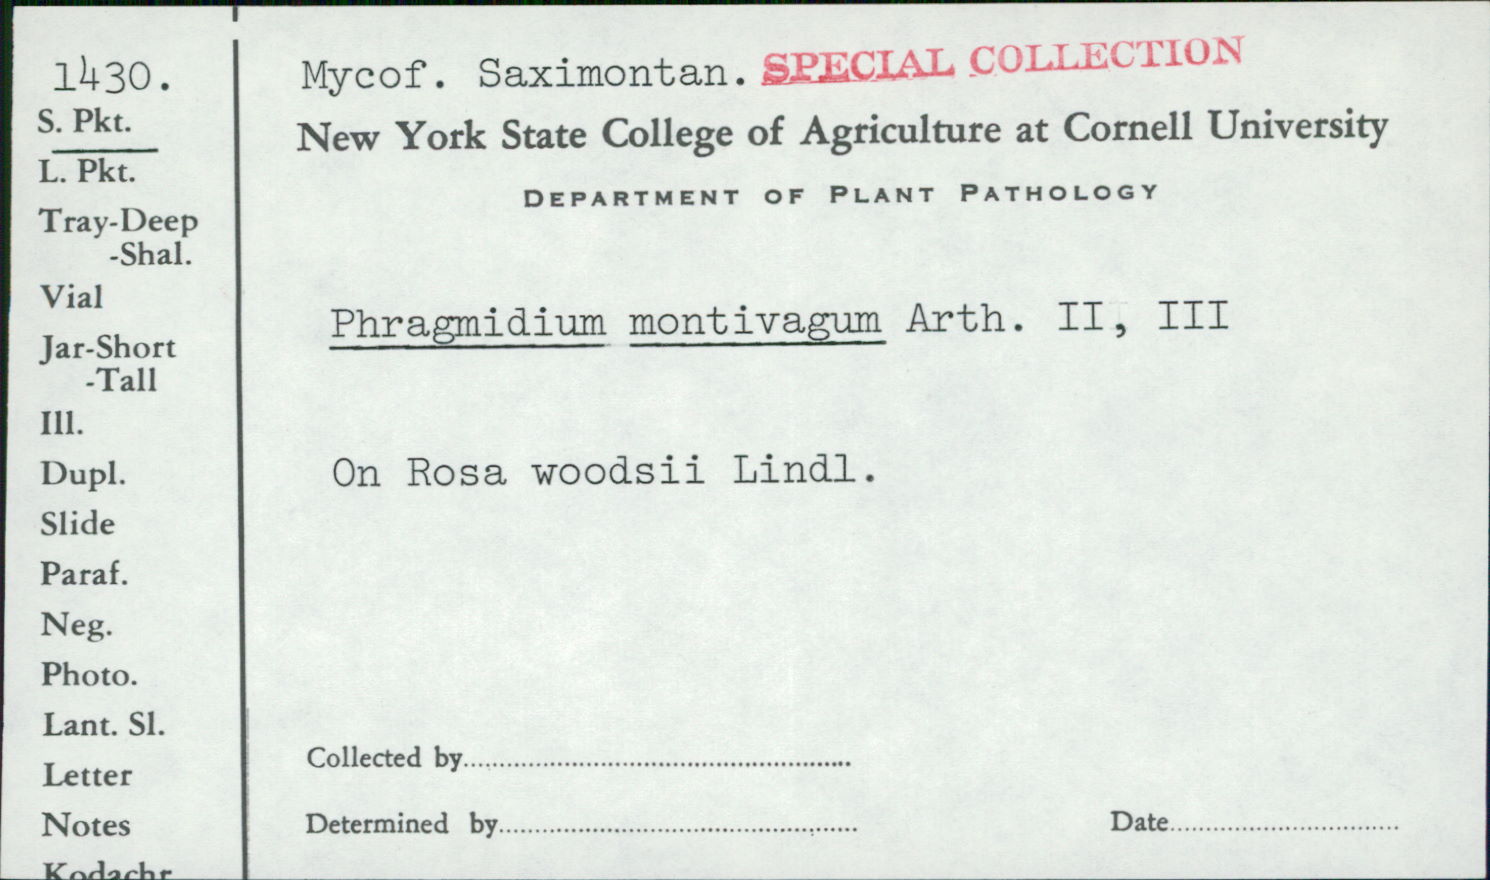 1430.
S. Pkt.
L. Pkt.
Tray-Deep
-Shal.
Vial
Jar-Short
-Tall
Ill.
Dupl.
Slide
Paraf.
Neg.
Photo.
Lant. Sl.
Letter
Notes
Kodachr
Mycof. Saximontan. SPECIAL COLLECTION
New York State College of Agriculture at Cornell University
DEPARTMENT OF PLANT PATHOLOGY
Phragmidium montivagum Arth. II, III
On Rosa woodsii Lindl.
Collected by
Determined by
Date